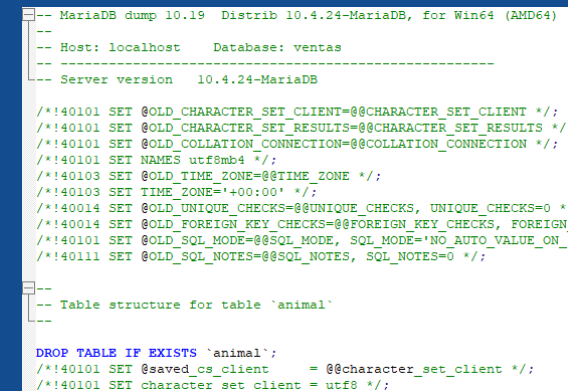 -- MariaDB dump 10.19  Distrib 10.4.24-MariaDB, for Win64 (AMD64)
--
-- Host: localhost    Database: ventas
-- ------------------------------------------------------
-- Server version   10.4.24-MariaDB

/*!40101 SET @OLD_CHARACTER_SET_CLIENT=@@CHARACTER_SET_CLIENT */;
/*!40101 SET @OLD_CHARACTER_SET_RESULTS=@@CHARACTER_SET_RESULTS */
/*!40101 SET @OLD_COLLATION_CONNECTION=@@COLLATION_CONNECTION */;
/*!40101 SET NAMES utf8mb4 */;
/*!40103 SET @OLD_TIME_ZONE=@@TIME_ZONE */;
/*!40103 SET TIME_ZONE='+00:00' */;
/*!40014 SET @OLD_UNIQUE_CHECKS=@@UNIQUE_CHECKS, UNIQUE_CHECKS=0 *
/*!40014 SET @OLD_FOREIGN_KEY_CHECKS=@@FOREIGN_KEY_CHECKS, FOREIGN
/*!40101 SET @OLD_SQL_MODE=@@SQL_MODE, SQL_MODE='NO_AUTO_VALUE_ON_
/*!40111 SET @OLD_SQL_NOTES=@@SQL_NOTES, SQL_NOTES=0 */;

--
-- Table structure for table `animal`
--

DROP TABLE IF EXISTS `animal`;
/*!40101 SET @saved_cs_client     = @@character_set_client */;
/*!40101 SET character_set_client = utf8 */;